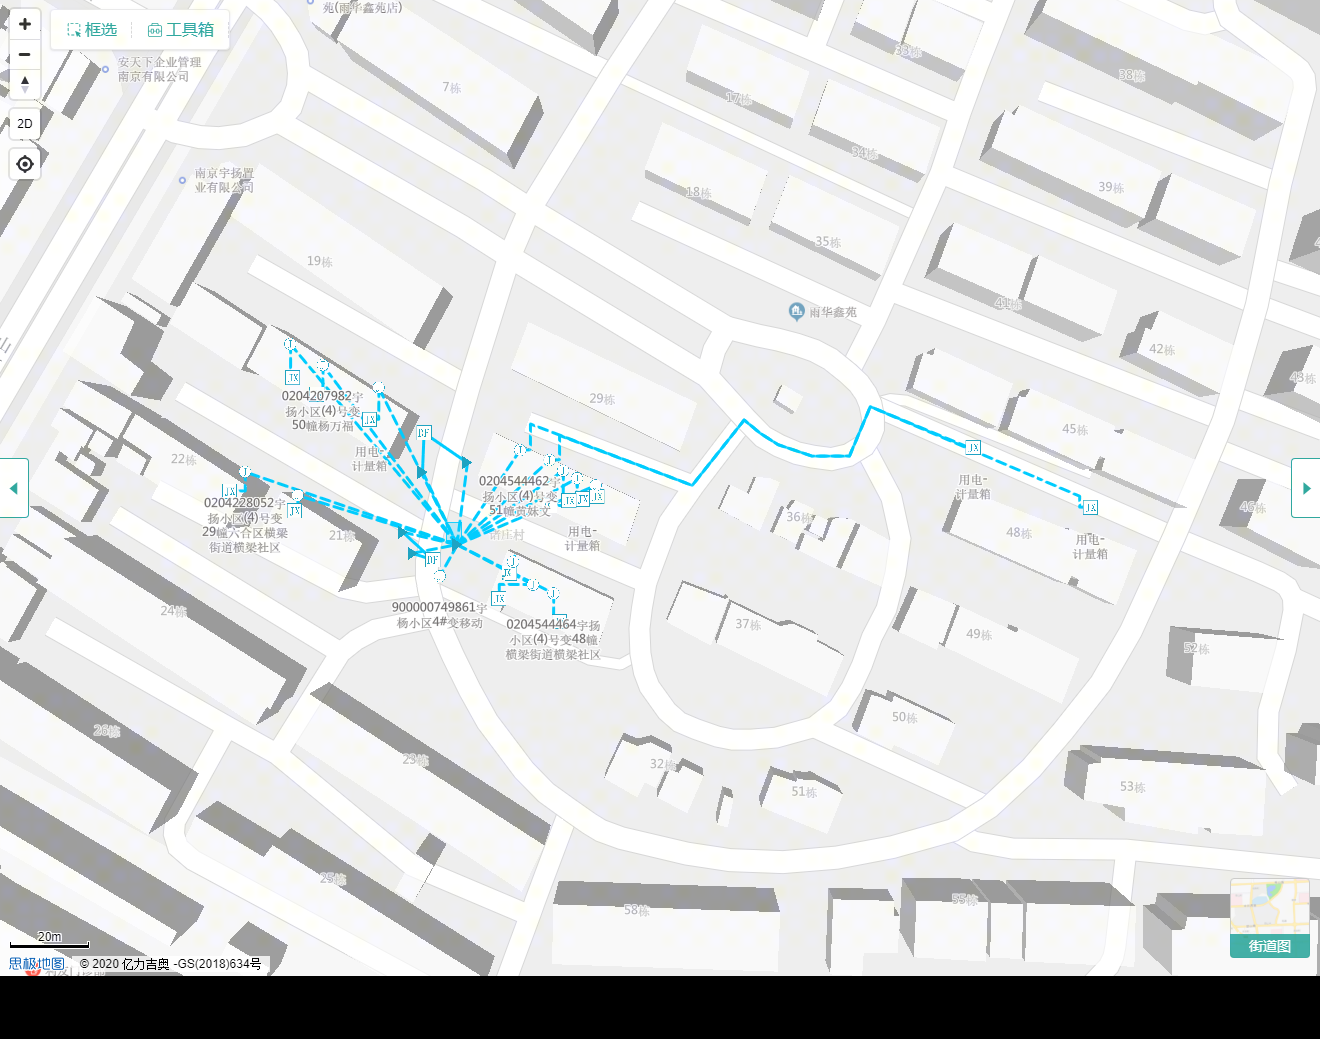 苑(雨华鑫苑店)
框选
工具箱
安天下企业管理
南京有限公司
2D
南京宇扬置
业有限公司
7栋
33栋
38栋
17栋
34栋
18栋
39栋
35栋
19栋
41栋
雨华鑫苑
42栋
43栋
山
J
JX
0204207982宇
扬小区(4)号变
50幢杨万福
JX
DF
用电-
计量箱
29栋
45栋
JX
用电-
计量箱
22栋
J
JX
JX
0204228052宇
扬小区(4)号变
29幢六合区横梁
街道横梁社区
21栋
J
J
J
J
0204544462宇
扬小区(4)号变
51幢黄妹文
JX
JX
JX
用电-
计量箱
36栋
48栋
JX
用电-
计量箱
46栋
DF
J
JX
J
J
JX
900000749861宇
杨小区4#变移动
0204544464宇扬
小区(4)号变48幢
横梁街道横梁社区
24栋
37栋
49栋
52栋
26栋
23栋
50栋
32栋
51栋
53栋
25栋
58栋
55栋
20m
思极地图
© 2020 亿力吉奥 -GS(2018)634号
街道图